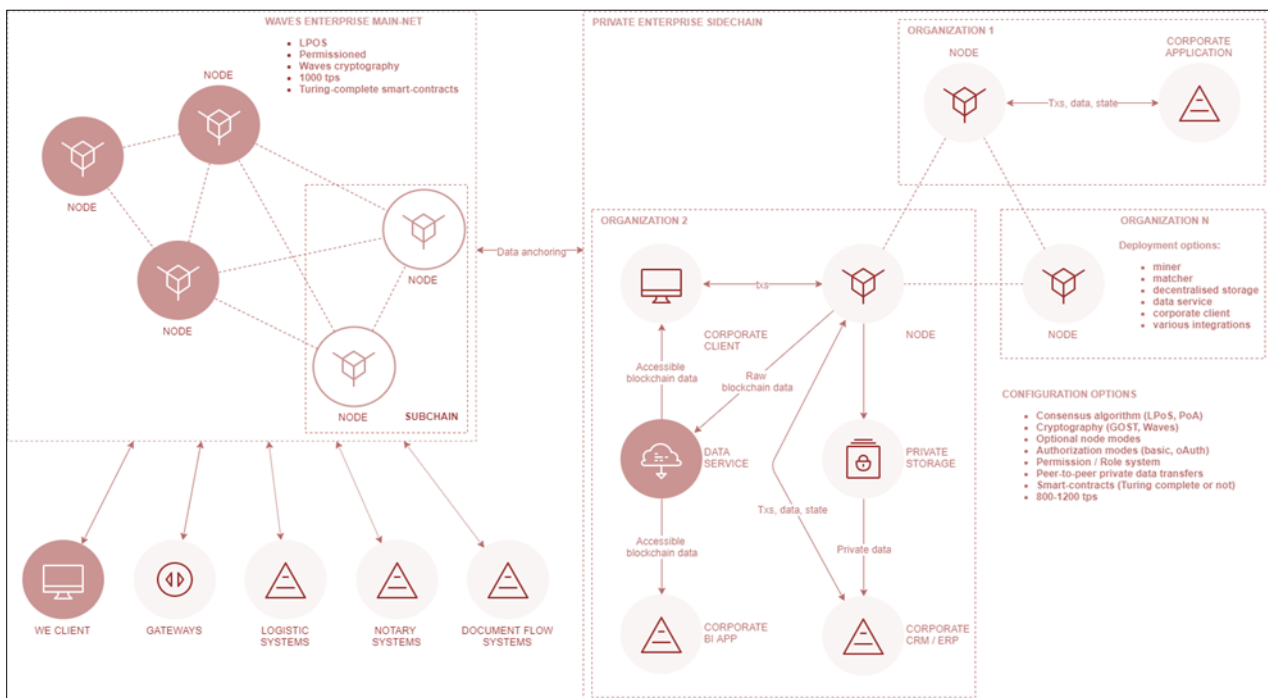 WAVES ENTERPRISE MAIN-NET
LPOS
Permissioned
Waves cryptography
1000 tps
Turing-complete smart-contracts
NODE
NODE
NODE
NODE
NODE
SUBCHAIN
Data anchoring
WE CLIENT
GATEWAYS
LOGISTIC
SYSTEMS
NOTARY
SYSTEMS
DOCUMENT FLOW
SYSTEMS
PRIVATE ENTERPRISE SIDECHAIN
ORGANIZATION 1
NODE
CORPORATE
APPLICATION
Txs, data, state
ORGANIZATION 2
txs
CORPORATE
CLIENT
NODE
Accessible
blockchain data
Raw
blockchain data
DATA
SERVICE
PRIVATE
STORAGE
Txs, data, state
Accessible
blockchain data
Private data
CORPORATE
BI APP
CORPORATE
CRM / ERP
ORGANIZATION N
Deployment options:
miner
matcher
decentralised storage
data service
corporate client
various integrations
NODE
CONFIGURATION OPTIONS
Consensus algorithm (LPoS, PoA)
Cryptography (GOST, Waves)
Optional node modes
Authorization modes (basic, oAuth)
Permission / Role system
Peer-to-peer private data transfers
Smart-contracts (Turing complete or not)
800-1200 tps